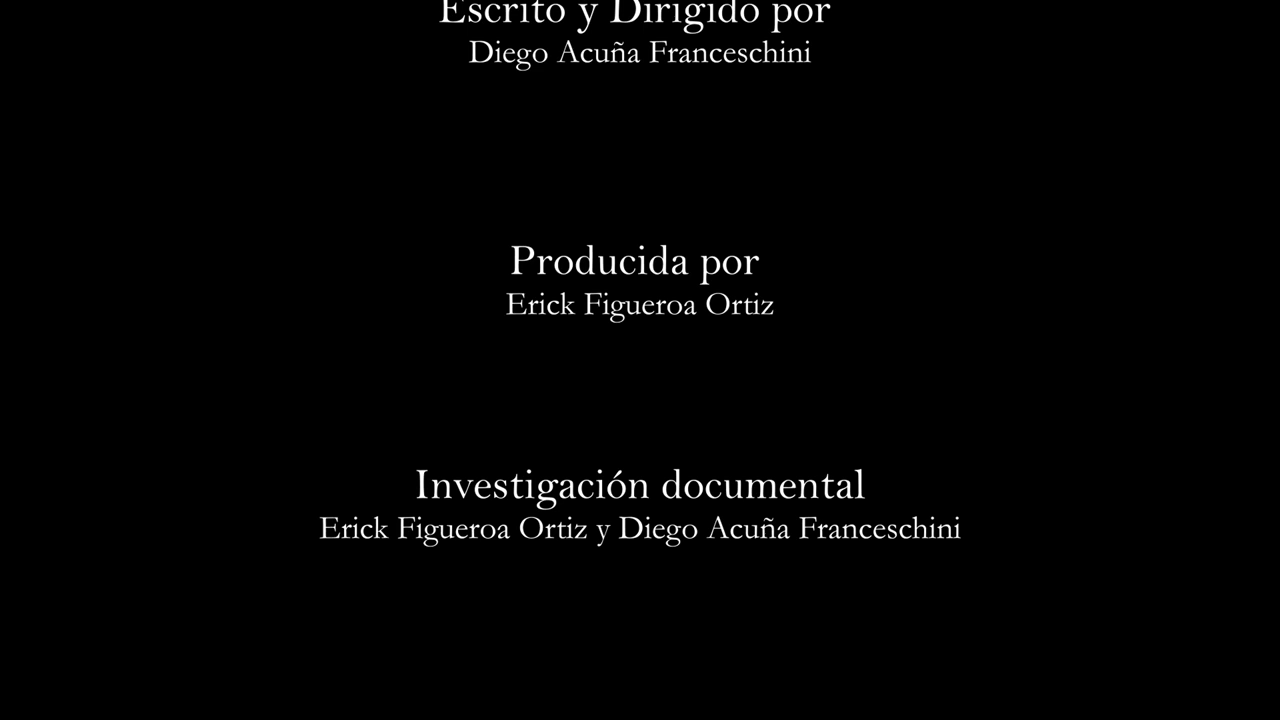 Escrito y Dirigido por
Diego Acuña Franceschini
Producida por
Erick Figueroa Ortiz
Investigación documental
Erick Figueroa Ortiz y Diego Acuña Franceschini